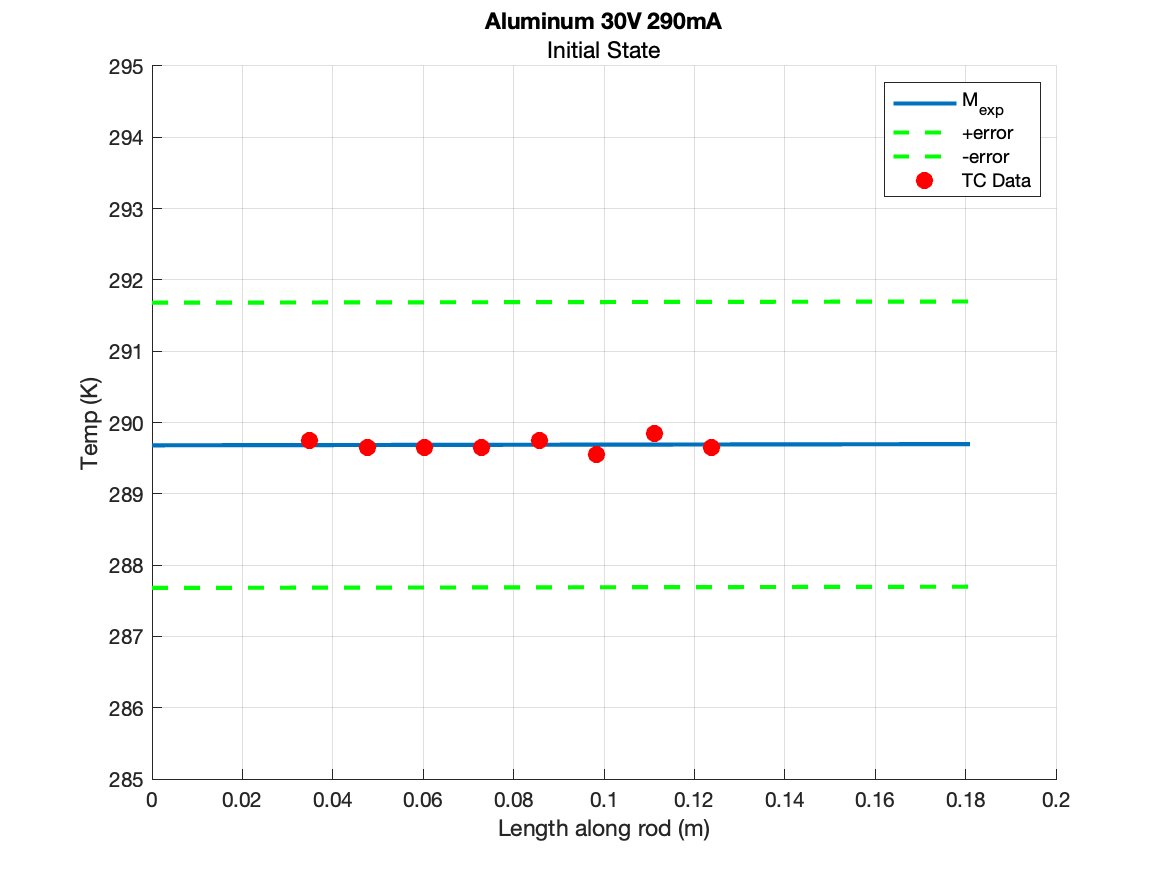 Aluminum 30V 290mA
Initial State
295
294
293
292
291
290
289
288
287
286
285
Temp (K)
M_exp
+error
-error
TC Data
0 0.02 0.04 0.06 0.08 0.1 0.12 0.14 0.16 0.18 0.2
Length along rod (m)